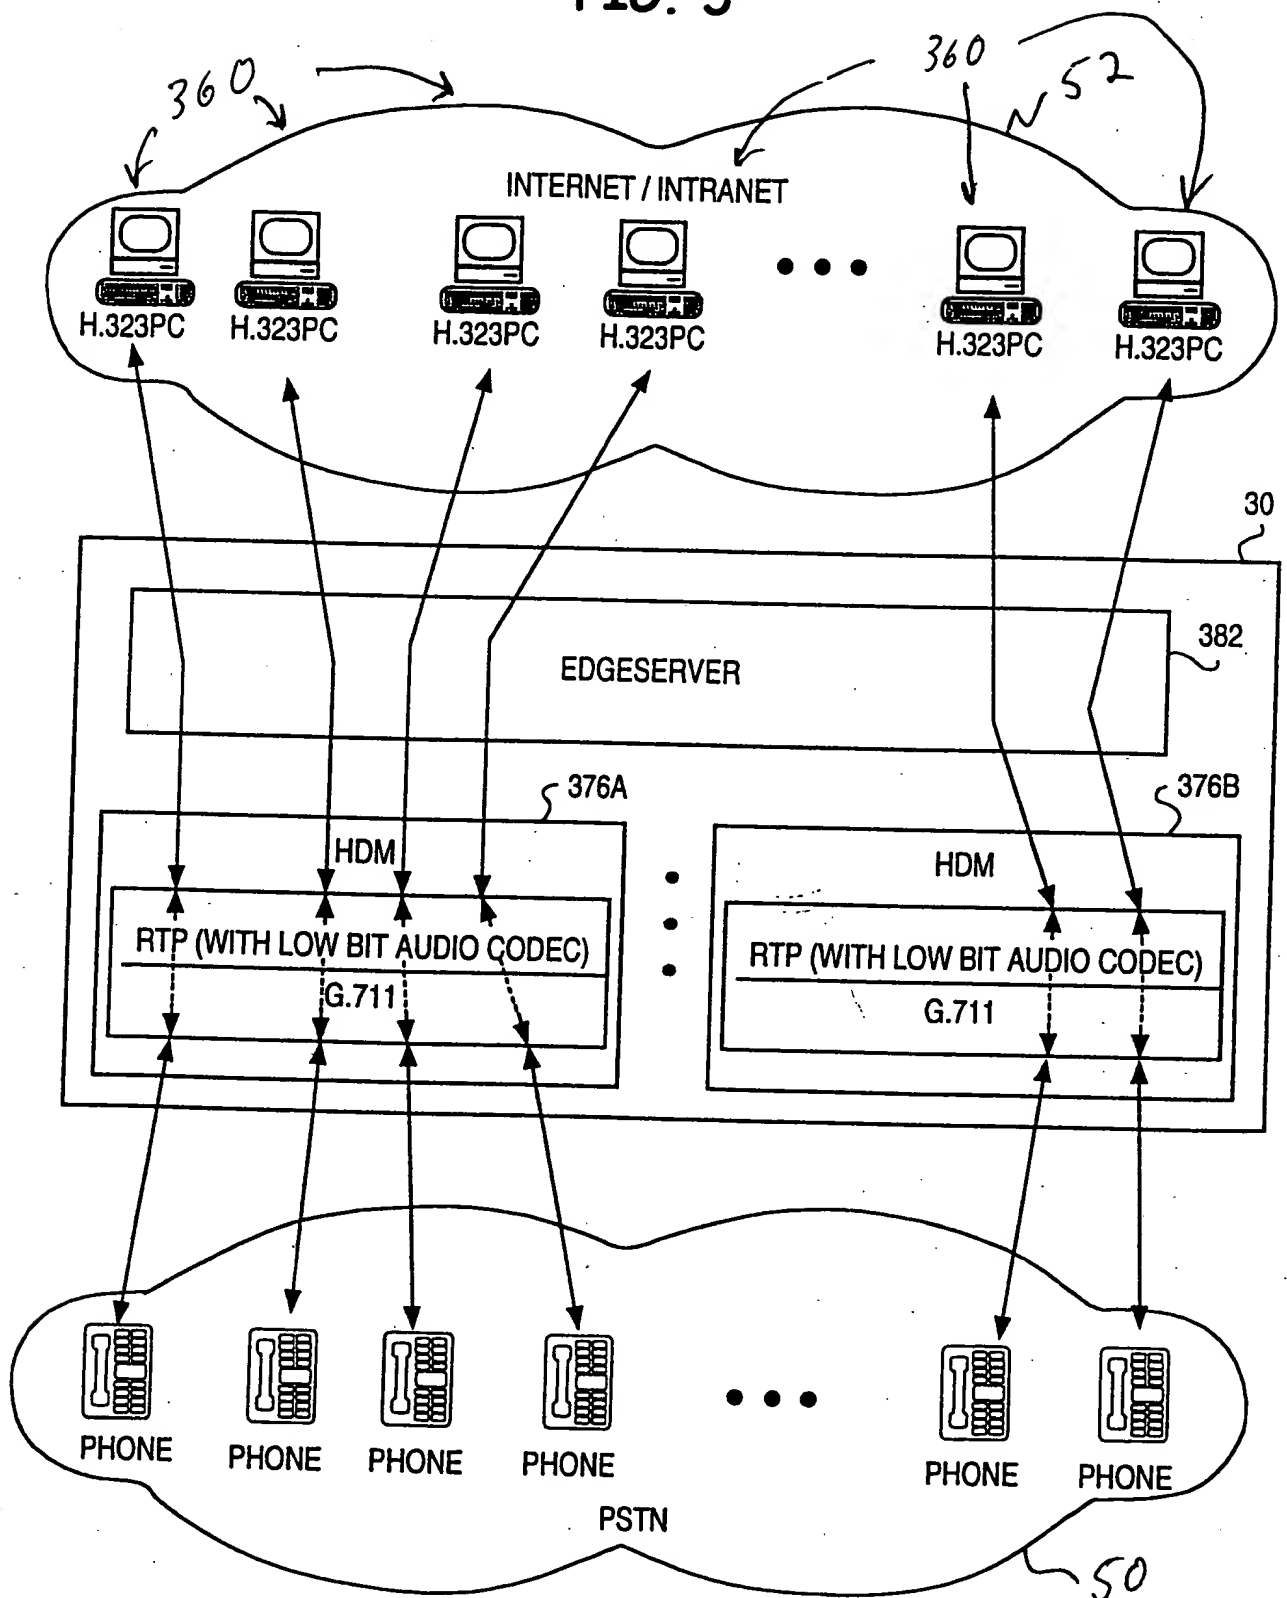 FIG. 5
360
360
52
INTERNET / INTRANET
H.323PC
H.323PC
H.323PC
H.323PC
H.323PC
H.323PC
30
EDGESERVER
382
376A
376B
HDM
HDM
RTP (WITH LOW BIT AUDIO CODEC)
G.711
RTP (WITH LOW BIT AUDIO CODEC)
G.711
PHONE
PHONE
PHONE
PHONE
PHONE
PHONE
PSTN
50